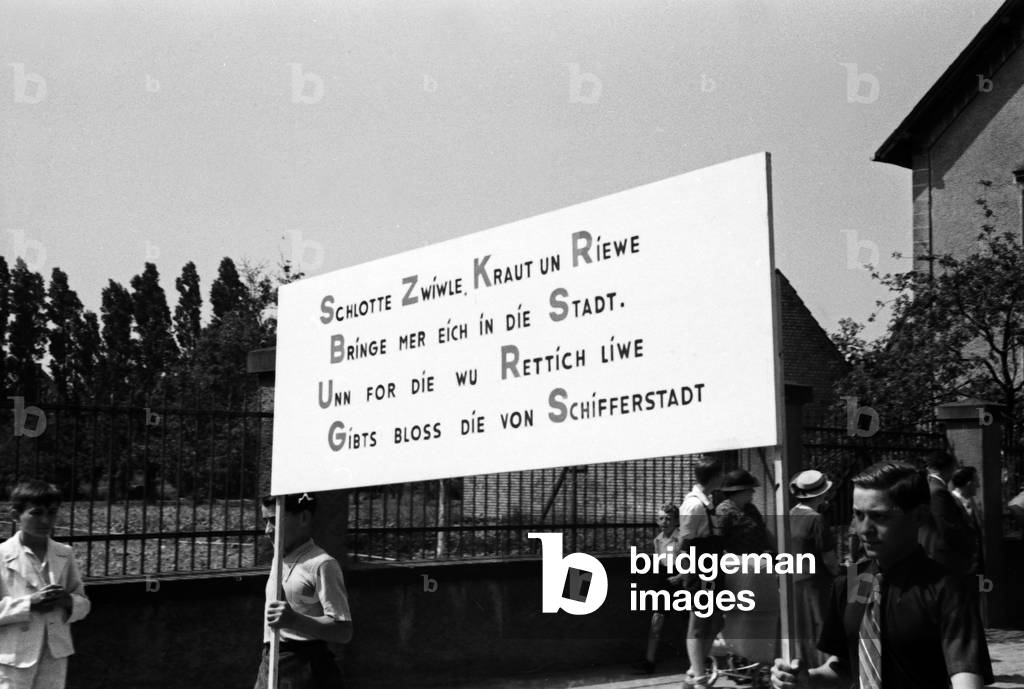 Schlotte Zwiwle, Kraut un Riewe
Bringe mer eich in die Stadt.
Unn for die wu Rettich liwe
Gibts bloss die von Schifferstadt
bridgeman
images